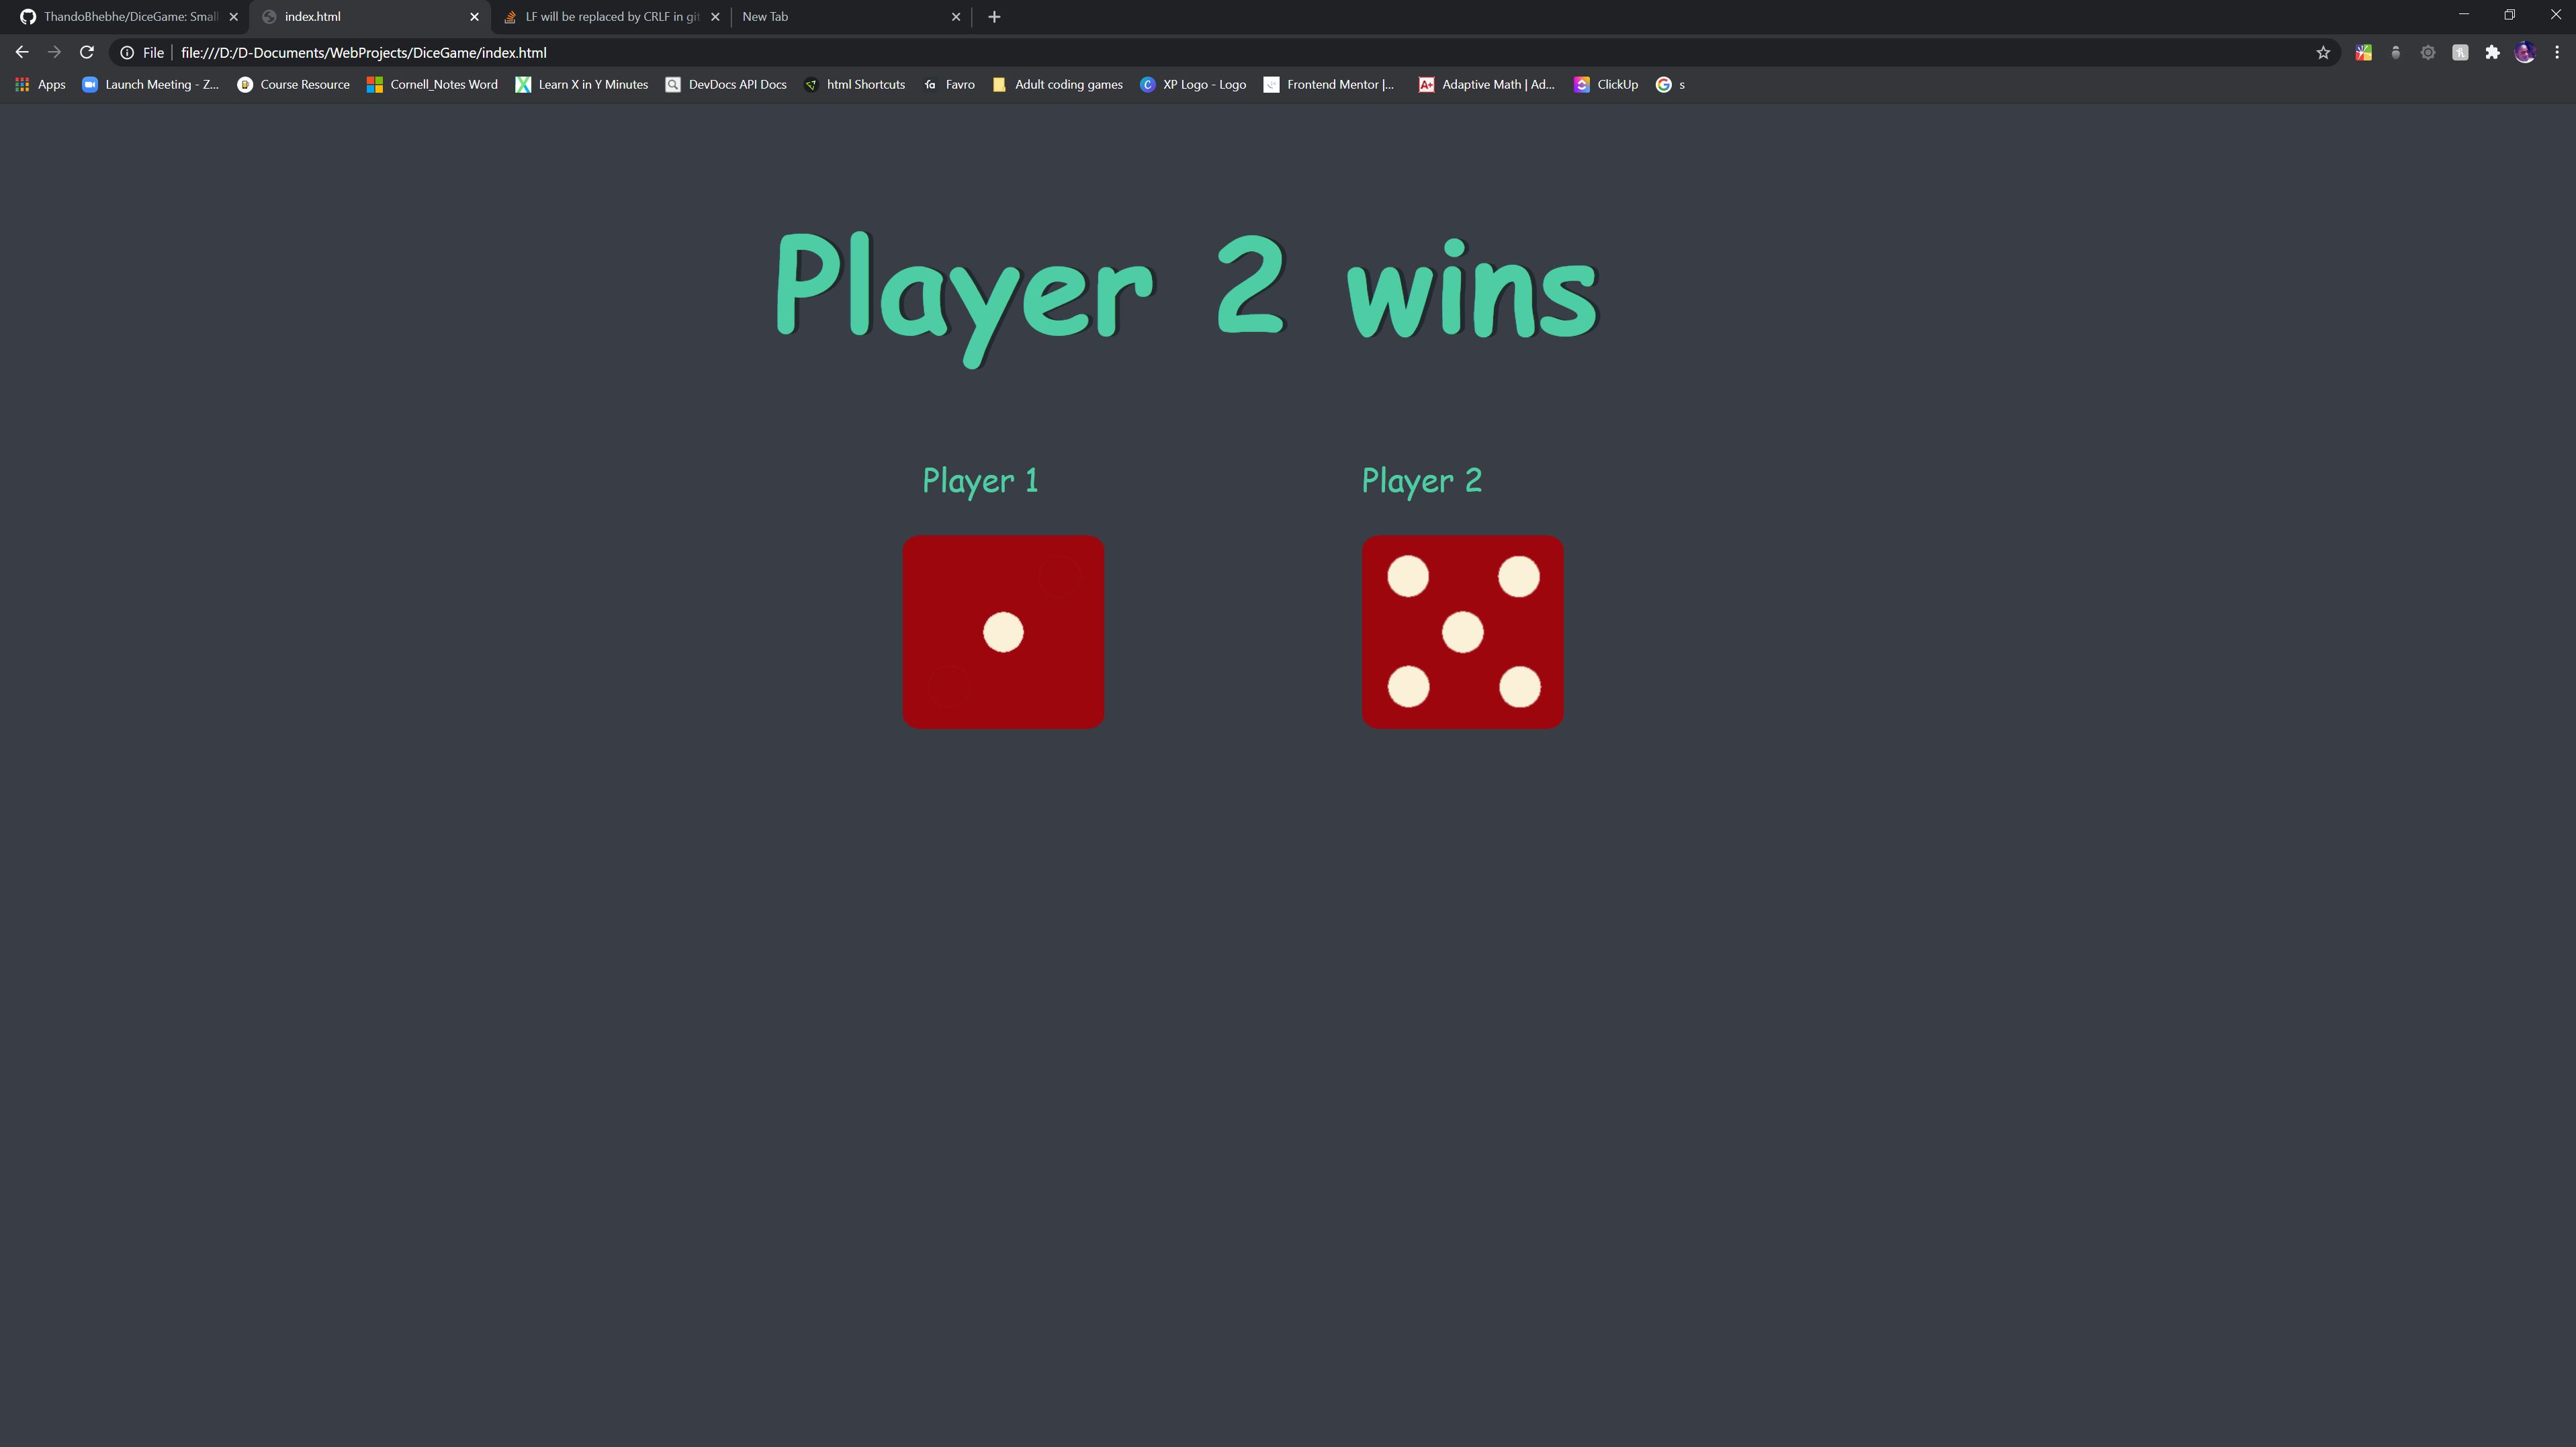 ThandoBhebhe/DiceGame: Small
index.html
LF will be replaced by CRLF in git
New Tab
File file:///D:/D-Documents/WebProjects/DiceGame/index.html
Apps Launch Meeting - Z... Course Resource Cornell_Notes Word Learn X in Y Minutes DevDocs API Docs html Shortcuts Favro Adult coding games XP Logo - Logo Frontend Mentor |... Adaptive Math | Ad... ClickUp s
Player 2 wins
Player 1 Player 2